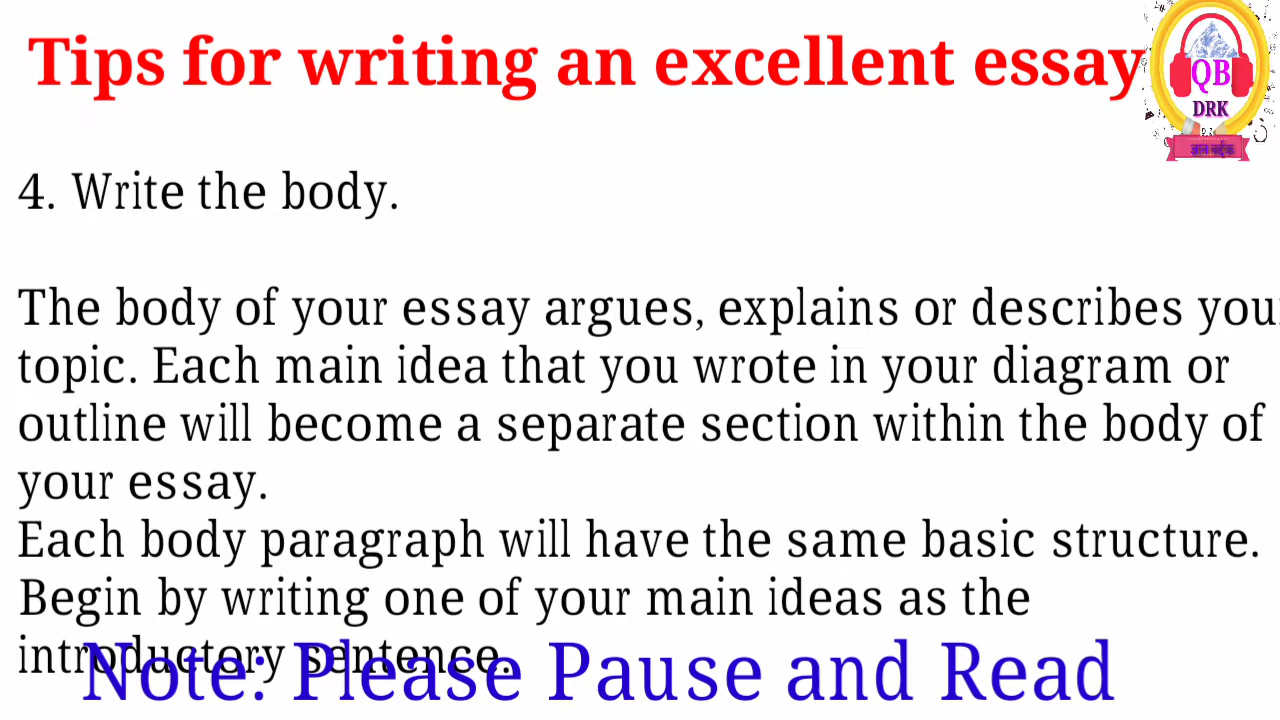 Tips for writing an excellent essay
QB
DRK
4. Write the body.
The body of your essay argues, explains or describes you
topic. Each main idea that you wrote in your diagram or
outline will become a separate section within the body of
your essay.
Each body paragraph will have the same basic structure.
Begin by writing one of your main ideas as the
introductory sentence.
Note: Please Pause and Read